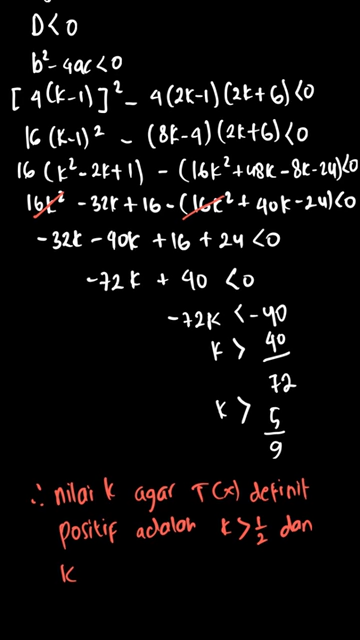 D<0
b²-4ac<0
[4(k-1)]² - 4(2k-1)(2k+6)<0
16(k-1)² - (8k-4)(2k+6)<0
16(k²-2k+1) - (16k²+48k-8k-24)<0
16k² -32k+16-(16k²+40k-24)<0
-32k-40k+16+24<0
-72k+40<0
-72k<-40
k > 40/72
k > 5/9
∴ nilai k agar T(x) definit
positif adalah k>1/2 dan
k